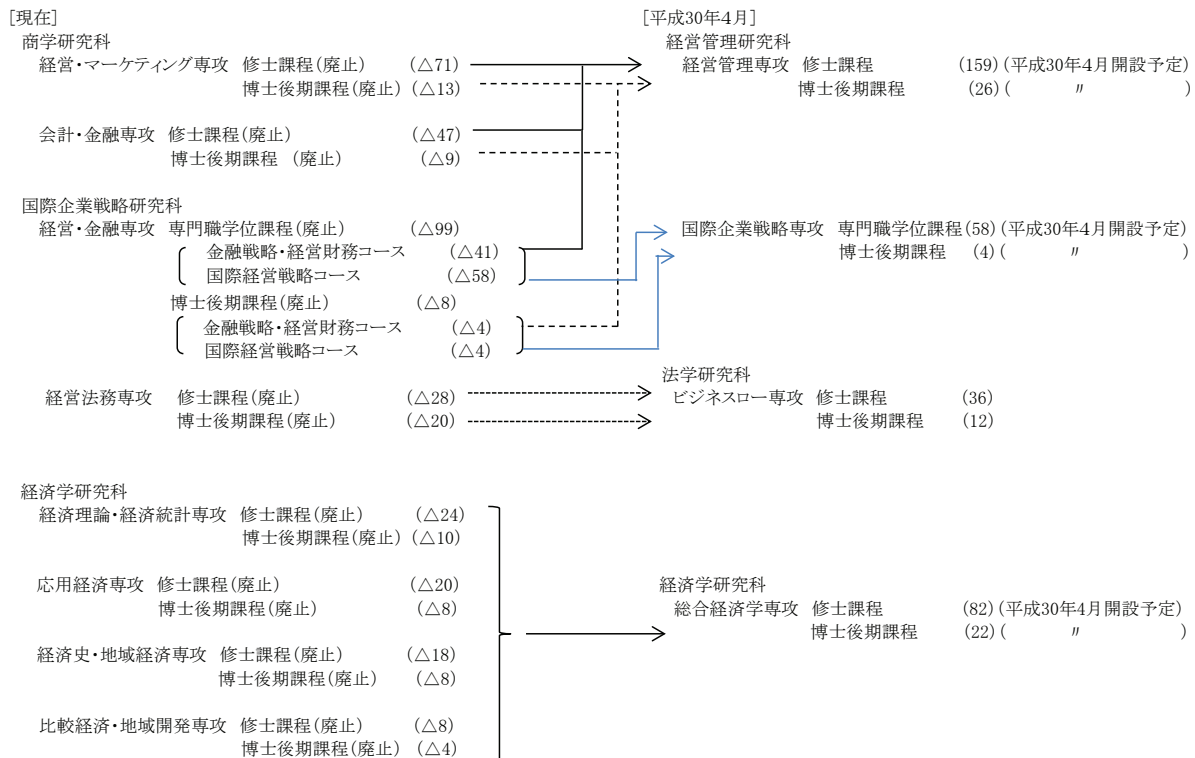 [現在] [平成30年4月]
商学研究科 経営管理研究科
経営・マーケティング専攻 修士課程(廃止) (△71) 経営管理専攻 修士課程 (159)(平成30年4月開設予定)
博士後期課程(廃止) (△13) 博士後期課程 (26)( 〃 )
会計・金融専攻 修士課程(廃止) (△47)
博士後期課程 (廃止) (△9)
国際企業戦略研究科
経営・金融専攻 専門職学位課程(廃止) (△99) 国際企業戦略専攻 専門職学位課程(58)(平成30年4月開設予定)
金融戦略・経営財務コース (△41) 博士後期課程 (4)( 〃 )
国際経営戦略コース (△58)
博士後期課程(廃止) (△8)
金融戦略・経営財務コース (△4)
国際経営戦略コース (△4)
法学研究科
経営法務専攻 修士課程(廃止) (△28) ビジネスロー専攻 修士課程 (36)
博士後期課程(廃止) (△20) 博士後期課程 (12)
経済学研究科
経済理論・経済統計専攻 修士課程(廃止) (△24)
博士後期課程(廃止) (△10)
応用経済専攻 修士課程(廃止) (△20) 経済学研究科
博士後期課程(廃止) (△8) 総合経済学専攻 修士課程 (82)(平成30年4月開設予定)
博士後期課程 (22)( 〃 )
経済史・地域経済専攻 修士課程(廃止) (△18)
博士後期課程(廃止) (△8)
比較経済・地域開発専攻 修士課程(廃止) (△8)
博士後期課程(廃止) (△4)